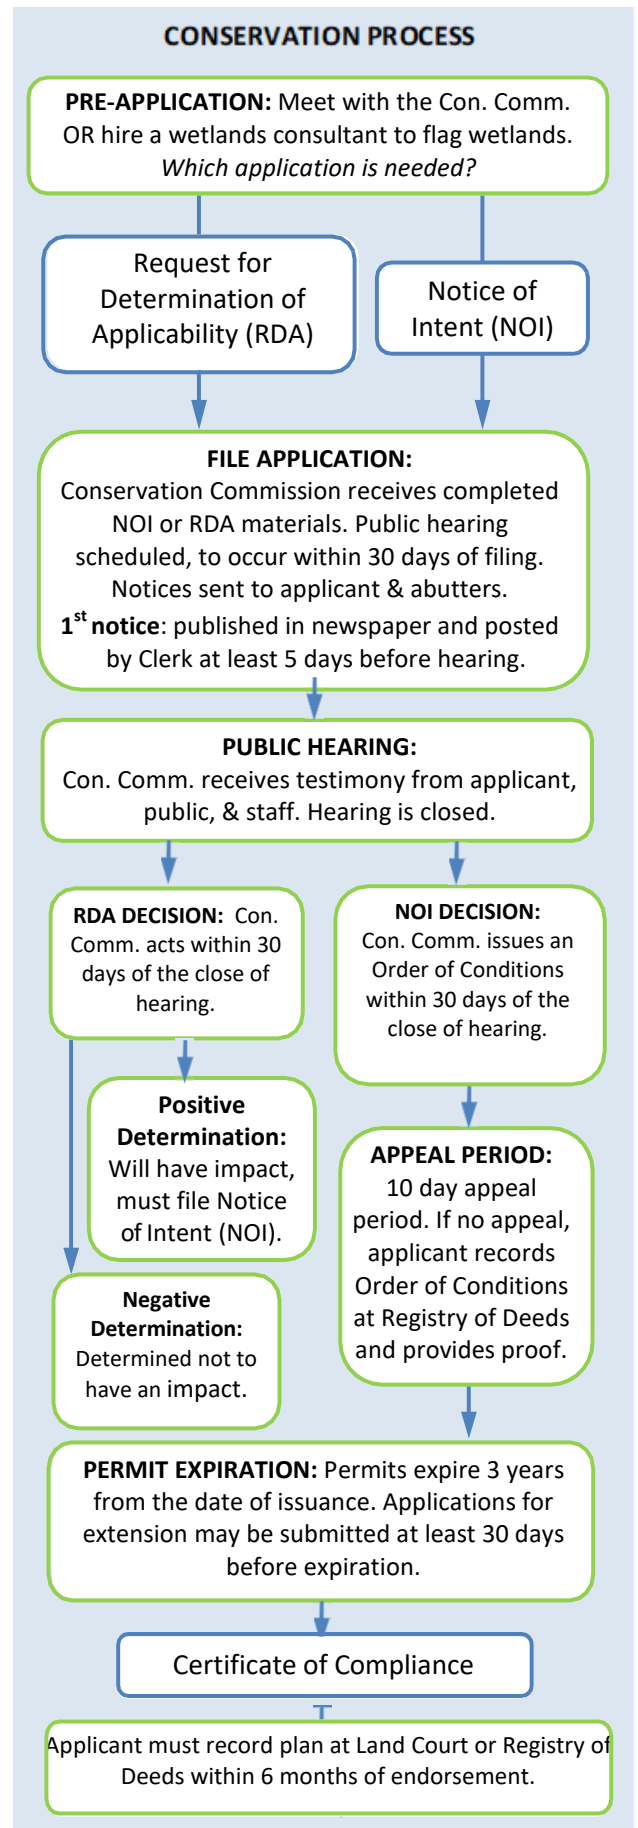 CONSERVATION PROCESS
PRE-APPLICATION: Meet with the Con. Comm.
OR hire a wetlands consultant to flag wetlands.
Which application is needed?
Request for
Determination of
Applicability (RDA)
Notice of
Intent (NOI)
FILE APPLICATION:
Conservation Commission receives completed
NOI or RDA materials. Public hearing
scheduled, to occur within 30 days of filing.
Notices sent to applicant & abutters.
1st notice: published in newspaper and posted
by Clerk at least 5 days before hearing.
PUBLIC HEARING:
Con. Comm. receives testimony from applicant,
public, & staff. Hearing is closed.
RDA DECISION: Con.
Comm. acts within 30
days of the close of
hearing.
NOI DECISION:
Con. Comm. issues an
Order of Conditions
within 30 days of the
close of hearing.
Positive
Determination:
Will have impact,
must file Notice
of Intent (NOI).
Negative
Determination:
Determined not to
have an impact.
APPEAL PERIOD:
10 day appeal
period. If no appeal,
applicant records
Order of Conditions
at Registry of Deeds
and provides proof.
PERMIT EXPIRATION: Permits expire 3 years
from the date of issuance. Applications for
extension may be submitted at least 30 days
before expiration.
Certificate of Compliance
Applicant must record plan at Land Court or Registry of
Deeds within 6 months of endorsement.